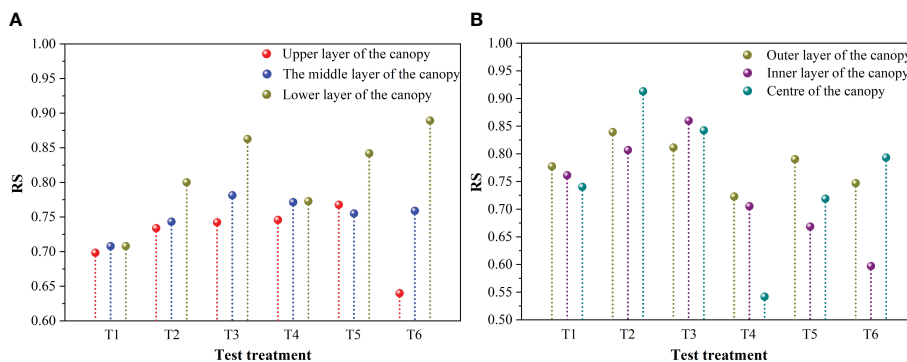 A
1.00
0.95
0.90
0.85
0.80
0.75
0.70
0.65
0.60
RS
Upper layer of the canopy
The middle layer of the canopy
Lower layer of the canopy
T1 T2 T3 T4 T5 T6
Test treatment
B
1.00
0.95
0.90
0.85
0.80
0.75
0.70
0.65
0.60
0.55
0.50
RS
Outer layer of the canopy
Inner layer of the canopy
Centre of the canopy
T1 T2 T3 T4 T5 T6
Test treatment